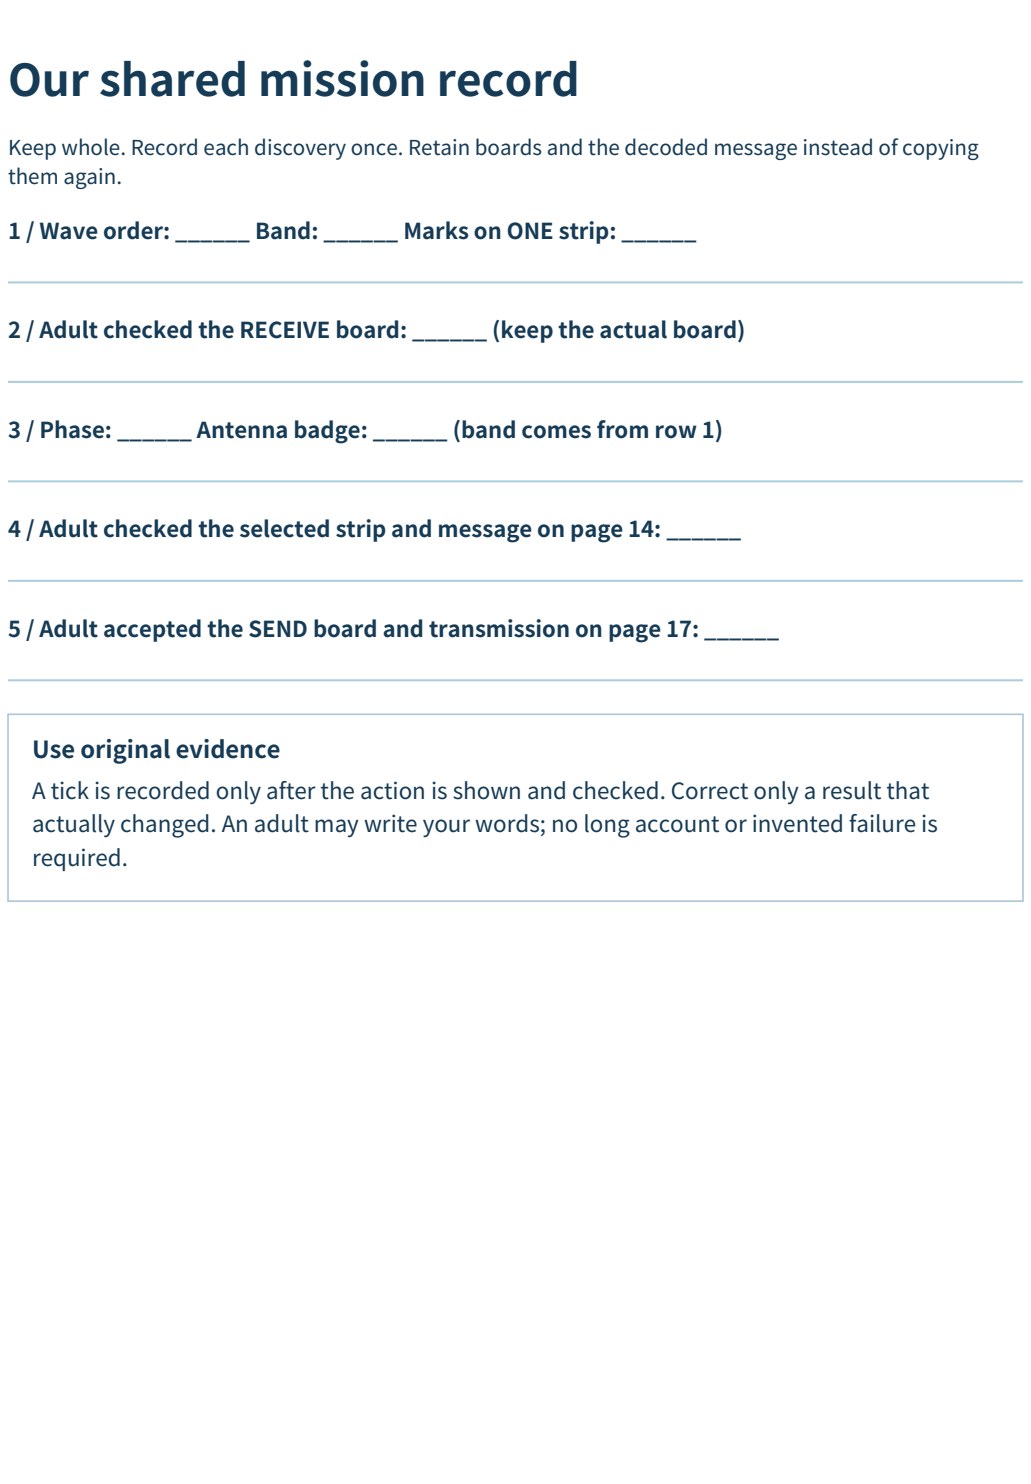 Our shared mission record
Keep whole. Record each discovery once. Retain boards and the decoded message instead of copying
them again.
1 / Wave order: ______ Band: ______ Marks on ONE strip: ______
2 / Adult checked the RECEIVE board: ______ (keep the actual board)
3 / Phase: ______ Antenna badge: ______ (band comes from row 1)
4 / Adult checked the selected strip and message on page 14: ______
5 / Adult accepted the SEND board and transmission on page 17: ______
Use original evidence
A tick is recorded only after the action is shown and checked. Correct only a result that
actually changed. An adult may write your words; no long account or invented failure is
required.